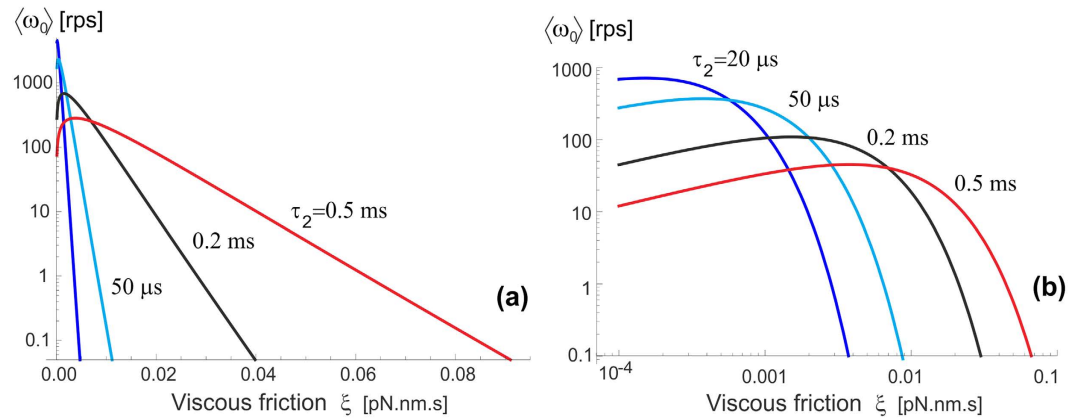 ⟨ω₀⟩ [rps]
1000
100
10
1
0.1
τ₂=0.5 ms
0.2 ms
50 μs
(a)
0.00 0.02 0.04 0.06 0.08
Viscous friction ξ [pN.nm.s]
⟨ω₀⟩ [rps]
1000
100
10
1
0.1
τ₂=20 μs
50 μs
0.2 ms
0.5 ms
(b)
10⁻⁴ 0.001 0.01 0.1
Viscous friction ξ [pN.nm.s]